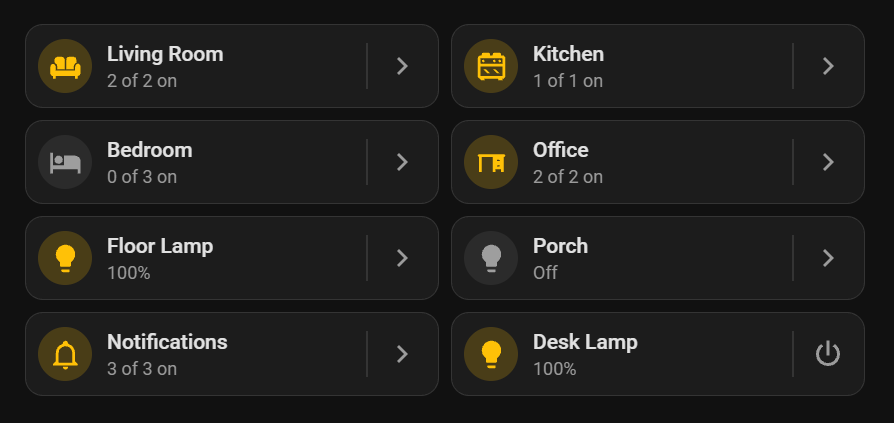 Living Room
2 of 2 on
Kitchen
1 of 1 on
Bedroom
0 of 3 on
Office
2 of 2 on
Floor Lamp
100%
Porch
Off
Notifications
3 of 3 on
Desk Lamp
100%